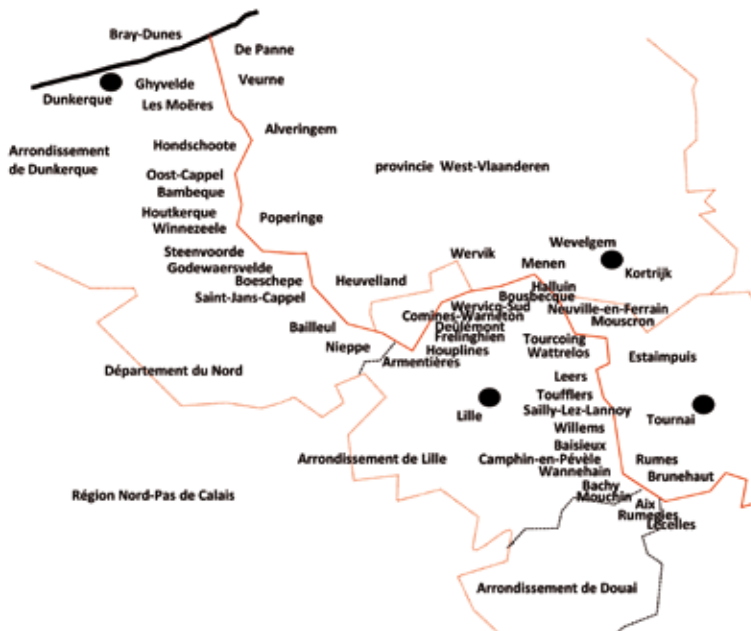 Bray-Dunes
De Panne
Ghyvelde
Veurne
Dunkerque
Les Moëres
Alveringem
Hondschoote
Arrondissement
de Dunkerque
provincie West-Vlaanderen
Oost-Cappel
Bambeque
Houtkerque
Poperinge
Winnezeele
Wevelgem
Steenvoorde
Wervik
Menen
Godewaersvelde
Kortrijk
Boeschepe
Heuvelland
Halluin
Saint-Jans-Cappel
Bousbecque
Wervicq-Sud
Neuville-en-Ferrain
Comines-Warneton
Mouscron
Bailleul
Deûlémont
Frelinghien
Tourcoing
Nieppe
Houplines
Wattrelos
Estaimpuis
Armentières
Département du Nord
Leers
Toufflers
Lille
Sailly-Lez-Lannoy
Tournai
Willems
Baisieux
Arrondissement de Lille
Camphin-en-Pévèle
Rumes
Wannehain
Brunehaut
Bachy
Région Nord-Pas de Calais
Mouchin
Aix
Rumegies
Lecelles
Arrondissement de Douai